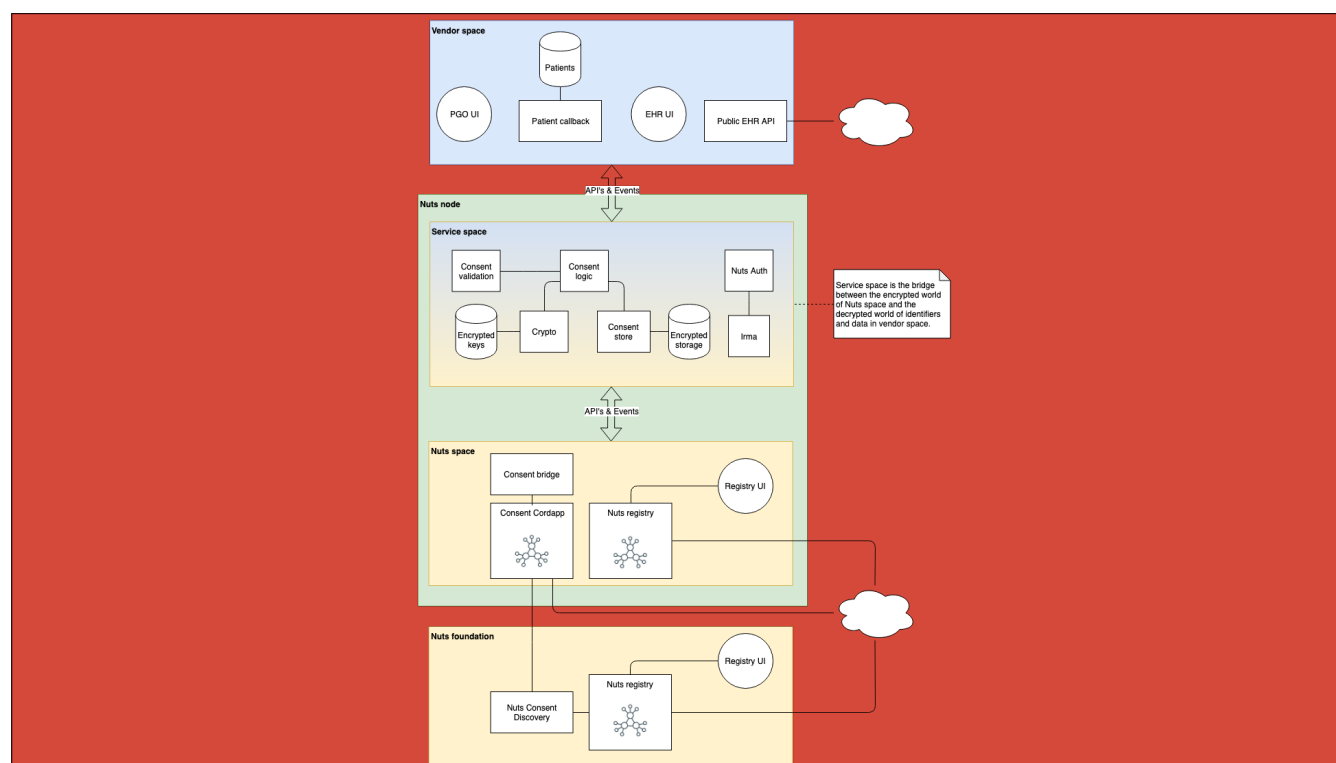 Vendor space
Patients
PGO UI
Patient callback
EHR UI
Public EHR API
API's & Events
Nuts node
Service space
Consent
validation
Consent
logic
Nuts Auth
Encrypted
keys
Crypto
Consent
store
Encrypted
storage
Irma
Service space is the bridge
between the encrypted world
of Nuts space and the
decrypted world of identifiers
and data in vendor space.
API's & Events
Nuts space
Consent bridge
Registry UI
Consent Cordapp
Nuts registry
Nuts foundation
Registry UI
Nuts registry
Nuts Consent
Discovery